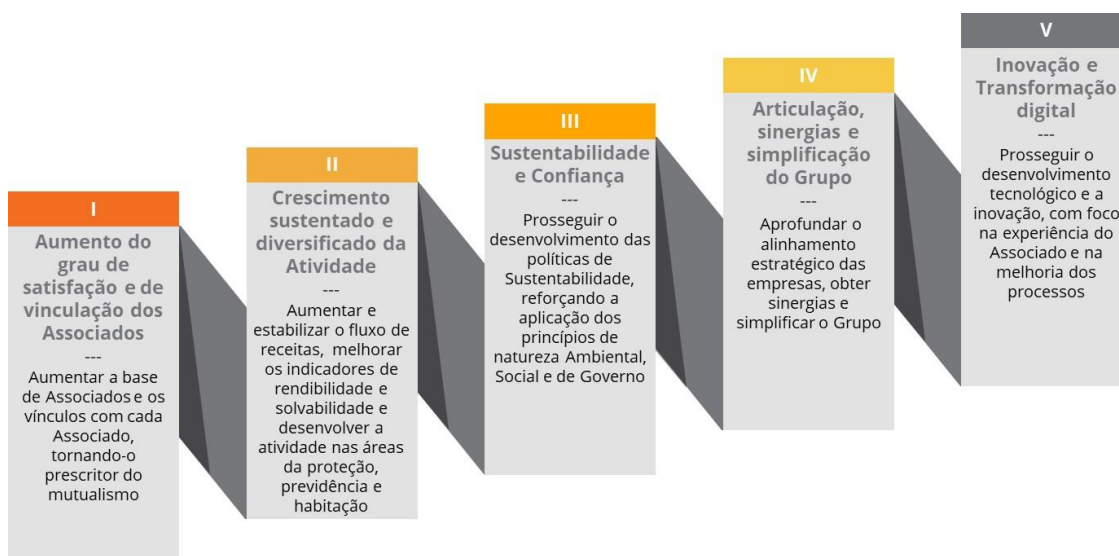 I
Aumento do
grau de
satisfação e de
vinculação dos
Associados
---
Aumentar a base
de Associados e os
vínculos com cada
Associado,
tornando-o
prescritor do
mutualismo
II
Crescimento
sustentado e
diversificado da
Atividade
---
Aumentar e
estabilizar o fluxo de
receitas, melhorar
os indicadores de
rendibilidade e
solvabilidade e
desenvolver a
atividade nas áreas
da proteção,
previdência e
habitação
III
Sustentabilidade
e Confiança
---
Prosseguir o
desenvolvimento das
políticas de
Sustentabilidade,
reforçando a
aplicação dos
princípios de
natureza Ambiental,
Social e de Governo
IV
Articulação,
sinergias e
simplificação
do Grupo
---
Aprofundar o
alinhamento
estratégico das
empresas, obter
sinergias e
simplificar o Grupo
V
Inovação e
Transformação
digital
---
Prosseguir o
desenvolvimento
tecnológico e a
inovação, com foco
na experiência do
Associado e na
melhoria dos
processos